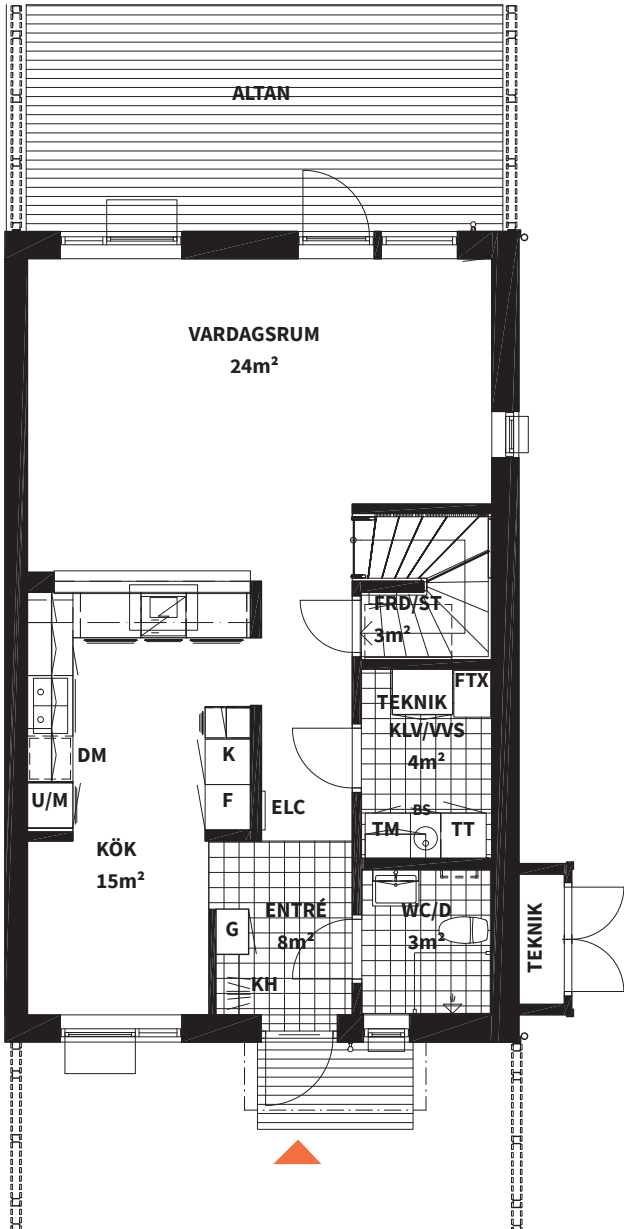 ALTAN
VARDAGSRUM
24m²
FRD/ST
3m²
FTX
TEKNIK
KLV/VVS
4m²
DM
K
U/M
F
ELC
BS
TM
TT
KÖK
15m²
ENTRÉ
8m²
G
KH
WC/D
3m²
TEKNIK